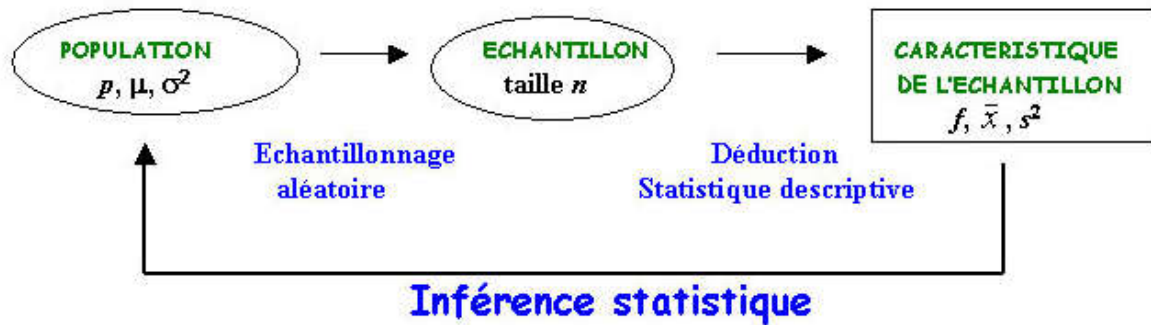 POPULATION
p, μ, σ²
ECHANTILLON
taille n
CARACTERISTIQUE
DE L'ECHANTILLON
f, x̄, s²
Echantillonnage
aléatoire
Déduction
Statistique descriptive
Inférence statistique